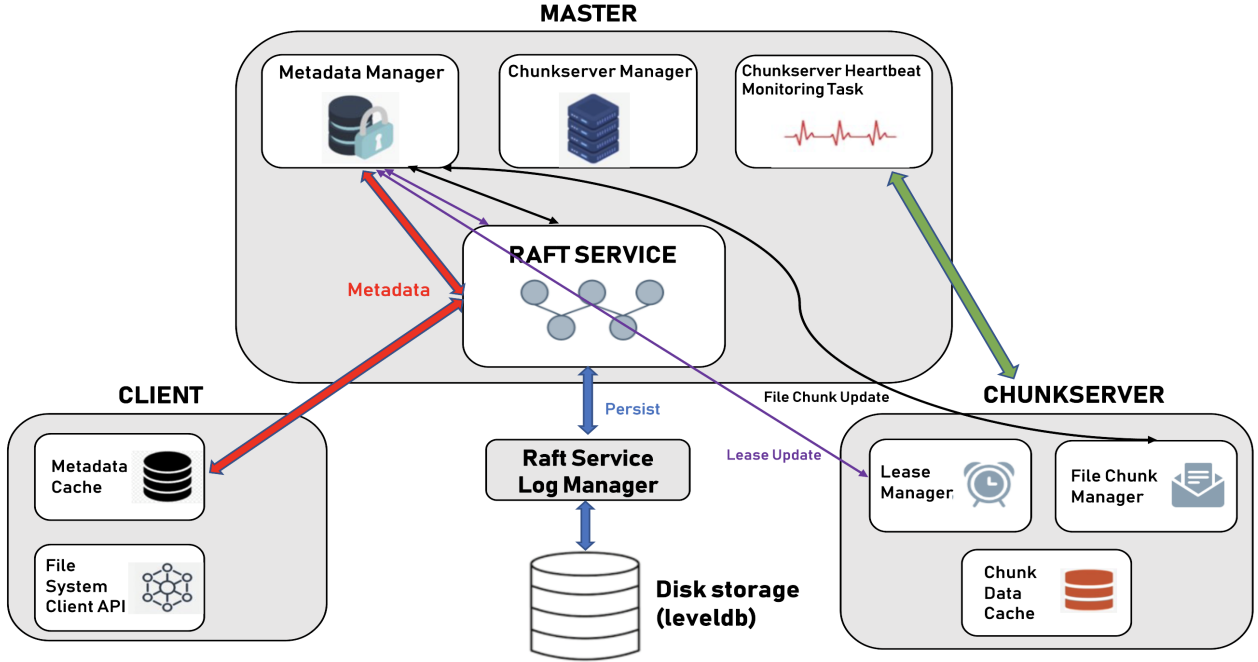 MASTER
Metadata Manager
Chunkserver Manager
Chunkserver Heartbeat
Monitoring Task
RAFT SERVICE
Metadata
Persist
File Chunk Update
Lease Update
CLIENT
Metadata
Cache
File
System
Client API
Raft Service
Log Manager
Disk storage
(leveldb)
CHUNKSERVER
Lease
Manager
File Chunk
Manager
Chunk
Data
Cache